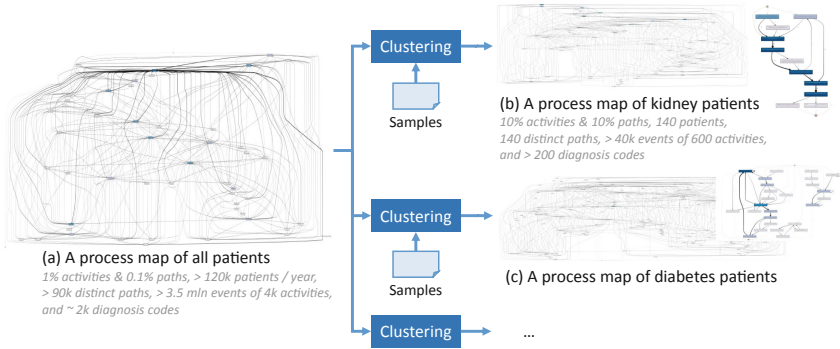 Clustering
Samples
(b) A process map of kidney patients
10% activities & 10% paths, 140 patients,
140 distinct paths, > 40k events of 600 activities,
and > 200 diagnosis codes
(a) A process map of all patients
1% activities & 0.1% paths, > 120k patients / year,
> 90k distinct paths, > 3.5 mln events of 4k activities,
and ~ 2k diagnosis codes
Clustering
Samples
(c) A process map of diabetes patients
Clustering
...